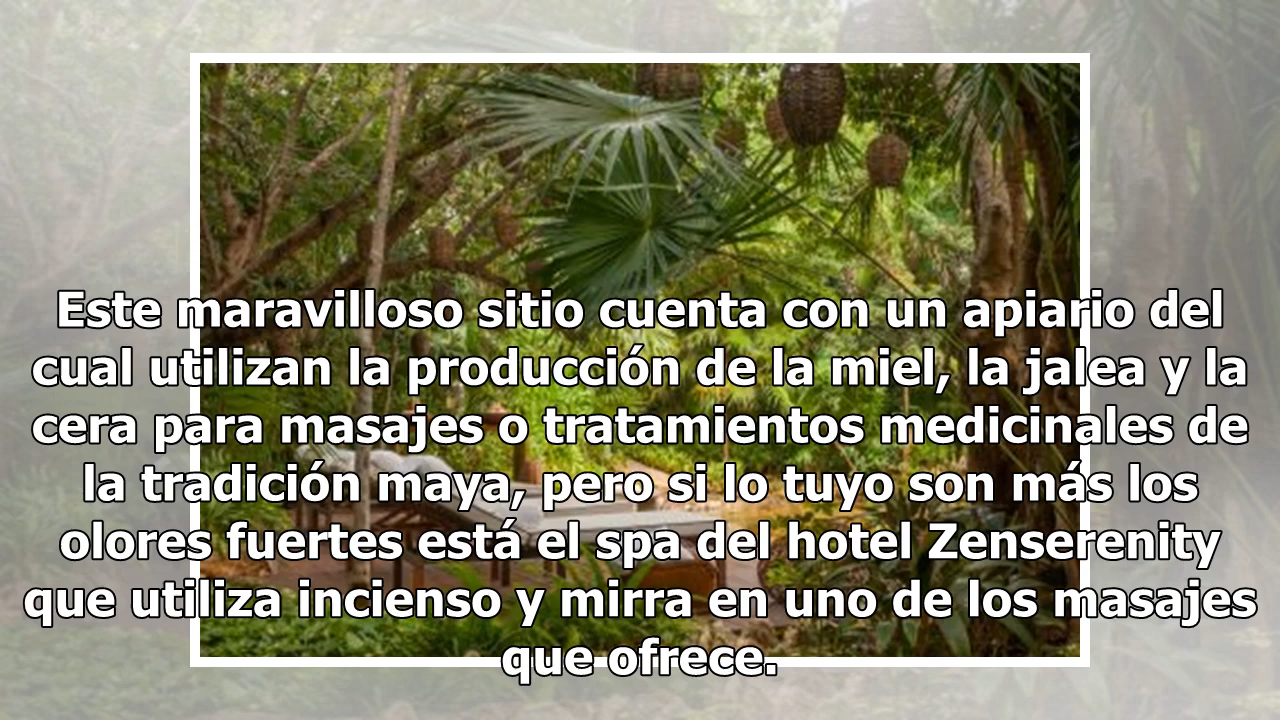 Este maravilloso sitio cuenta con un apiario del
cual utilizan la producción de la miel, la jalea y la
cera para masajes o tratamientos medicinales de
la tradición maya, pero si lo tuyo son más los
olores fuertes está el spa del hotel Zenserenity
que utiliza incienso y mirra en uno de los masajes
que ofrece.